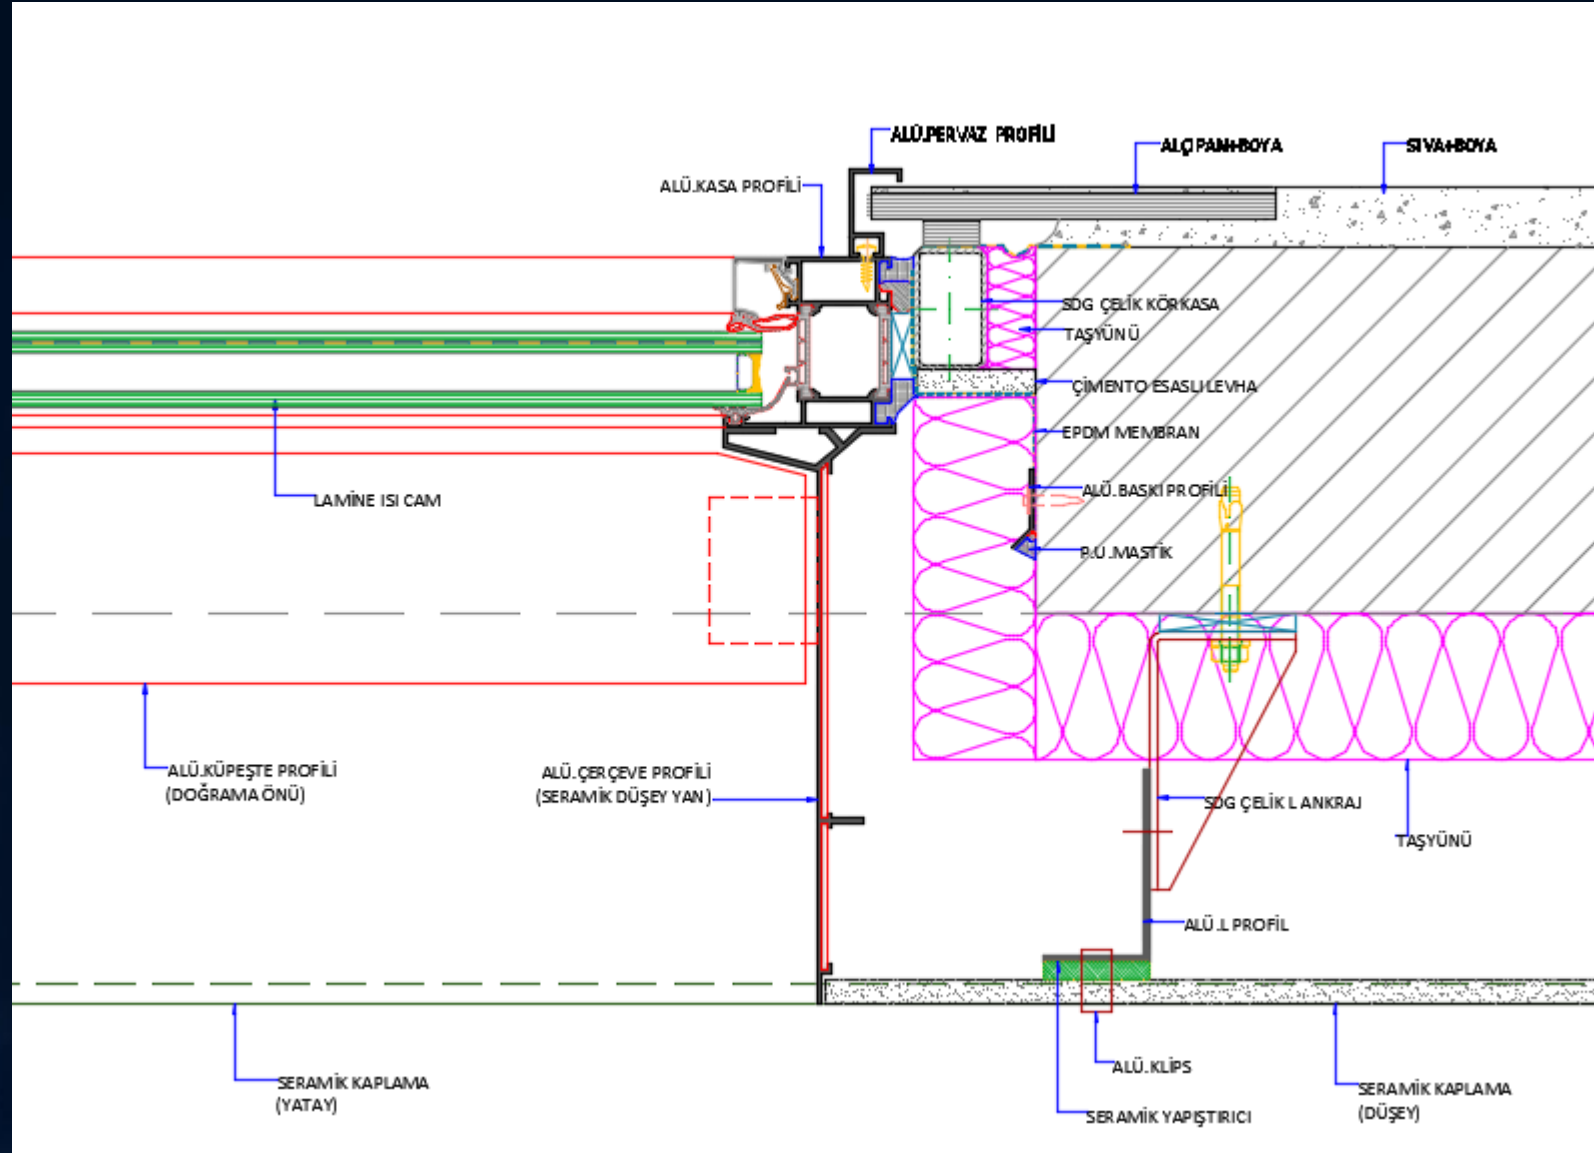 ALÜ.PERVAZ PROFİLİ
ALÇIPAN+BOYA
SIVA+BOYA
ALÜ.KASA PROFİLİ
SDG ÇELİK KÖRKASA
TAŞYÜNÜ
ÇİMENTO ESASLI LEVHA
EPDM MEMBRAN
ALÜ.BASKI PROFİLİ
LAMİNE ISI CAM
P.U.MASTİK
ALÜ.KÜPEŞTE PROFİLİ
(DOĞRAMA ÖNÜ)
ALÜ.ÇERÇEVE PROFİLİ
(SERAMİK DÜŞEY YAN)
SDG ÇELİK L ANKRAJ
TAŞYÜNÜ
ALÜ.L PROFİL
ALÜ.KLİPS
SERAMİK KAPLAMA
(YATAY)
SERAMİK YAPIŞTIRICI
SERAMİK KAPLAMA
(DÜŞEY)